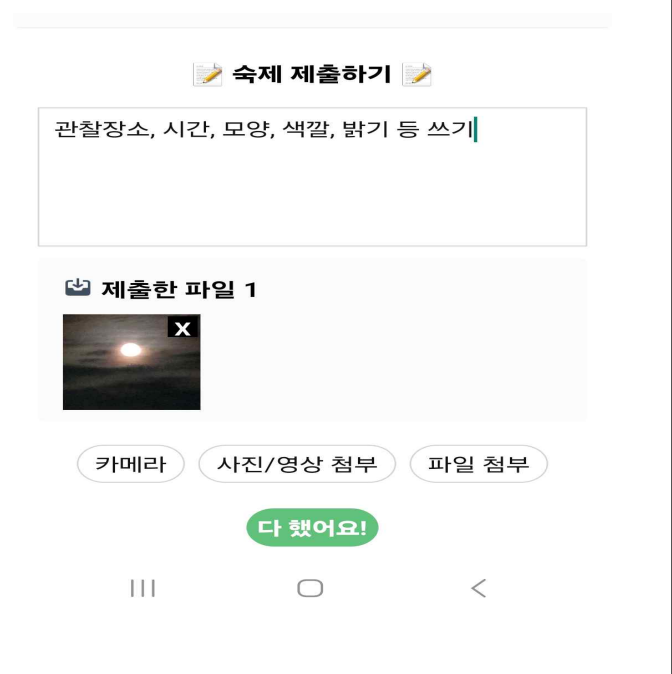 📝 숙제 제출하기 📝
관찰장소, 시간, 모양, 색깔, 밝기 등 쓰기
제출한 파일 1
X
카메라 사진/영상 첨부 파일 첨부
다 했어요!